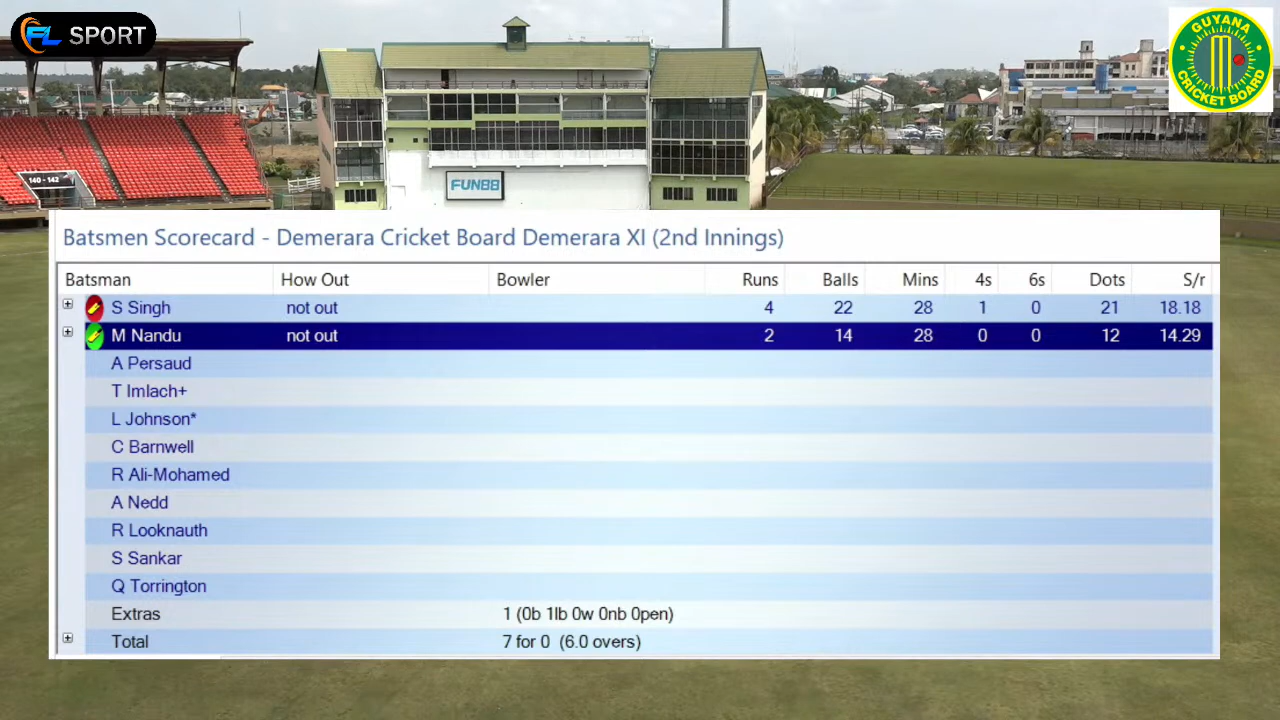 FL SPORT
GUYANA
CRICKET BOARD
140 - 142
FUN88
Batsmen Scorecard - Demerara Cricket Board Demerara XI (2nd Innings)
Batsman How Out Bowler Runs Balls Mins 4s 6s Dots S/r
S Singh not out 4 22 28 1 0 21 18.18
M Nandu not out 2 14 28 0 0 12 14.29
A Persaud
T Imlach+
L Johnson*
C Barnwell
R Ali-Mohamed
A Nedd
R Looknauth
S Sankar
Q Torrington
Extras 1 (0b 1lb 0w 0nb 0pen)
Total 7 for 0 (6.0 overs)